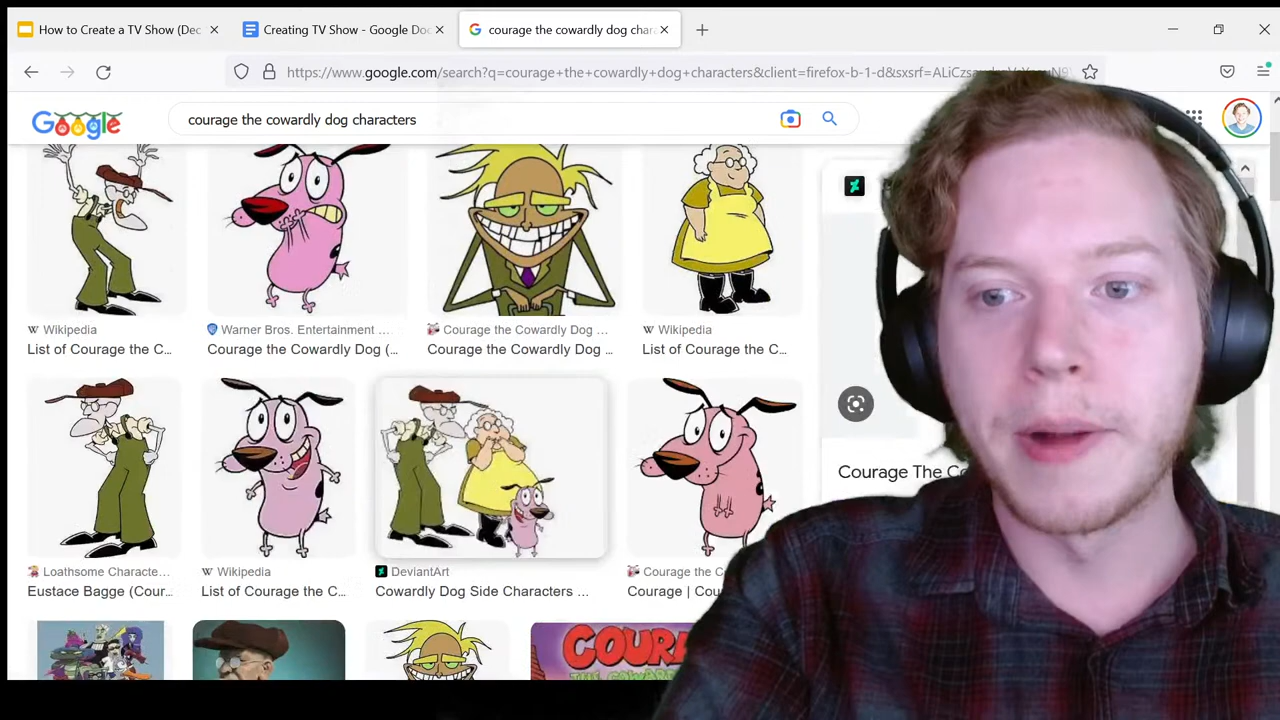 How to Create a TV Show (Dec
Creating TV Show - Google Doc
courage the cowardly dog char
https://www.google.com/search?q=courage+the+cowardly+dog+characters&client=firefox-b-1-d&sxsrf=
Google
courage the cowardly dog characters
Wikipedia
List of Courage the C...
Warner Bros. Entertainment ...
Courage the Cowardly Dog (...
Courage the Cowardly Dog ...
Courage the Cowardly Dog ...
Wikipedia
List of Courage the C...
Courage The Co
Loathsome Characte...
Eustace Bagge (Cour...
Wikipedia
List of Courage the C...
DeviantArt
Cowardly Dog Side Characters ...
Courage the C
Courage | Cou
COURA
THE COWARD